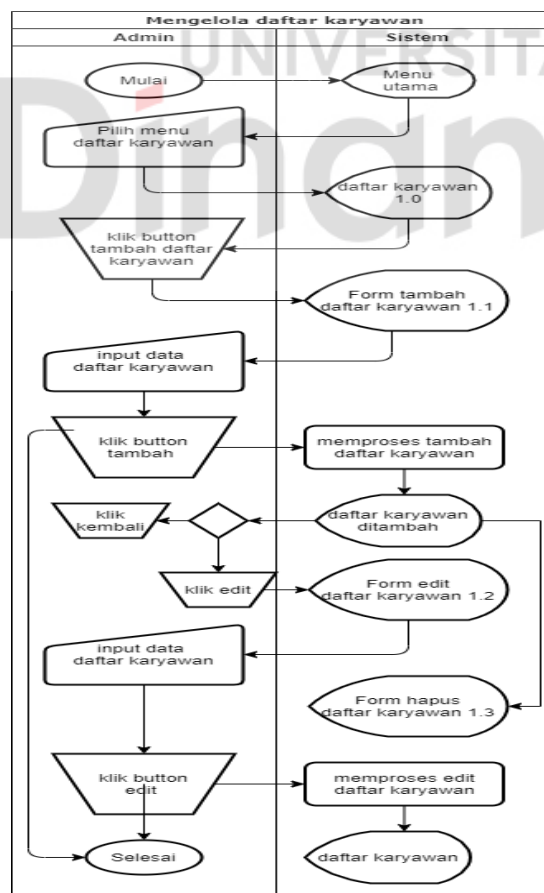 Mengelola daftar karyawan
Admin
Sistem
UNIVERSITA
Dinam
Mulai
Menu
utama
Pilih menu
daftar karyawan
daftar karyawan
1.0
klik button
tambah daftar
karyawan
Form tambah
daftar karyawan 1.1
input data
daftar karyawan
klik button
tambah
memproses tambah
daftar karyawan
klik
kembali
daftar karyawan
ditambah
klik edit
Form edit
daftar karyawan 1.2
input data
daftar karyawan
Form hapus
daftar karyawan 1.3
klik button
edit
memproses edit
daftar karyawan
Selesai
daftar karyawan